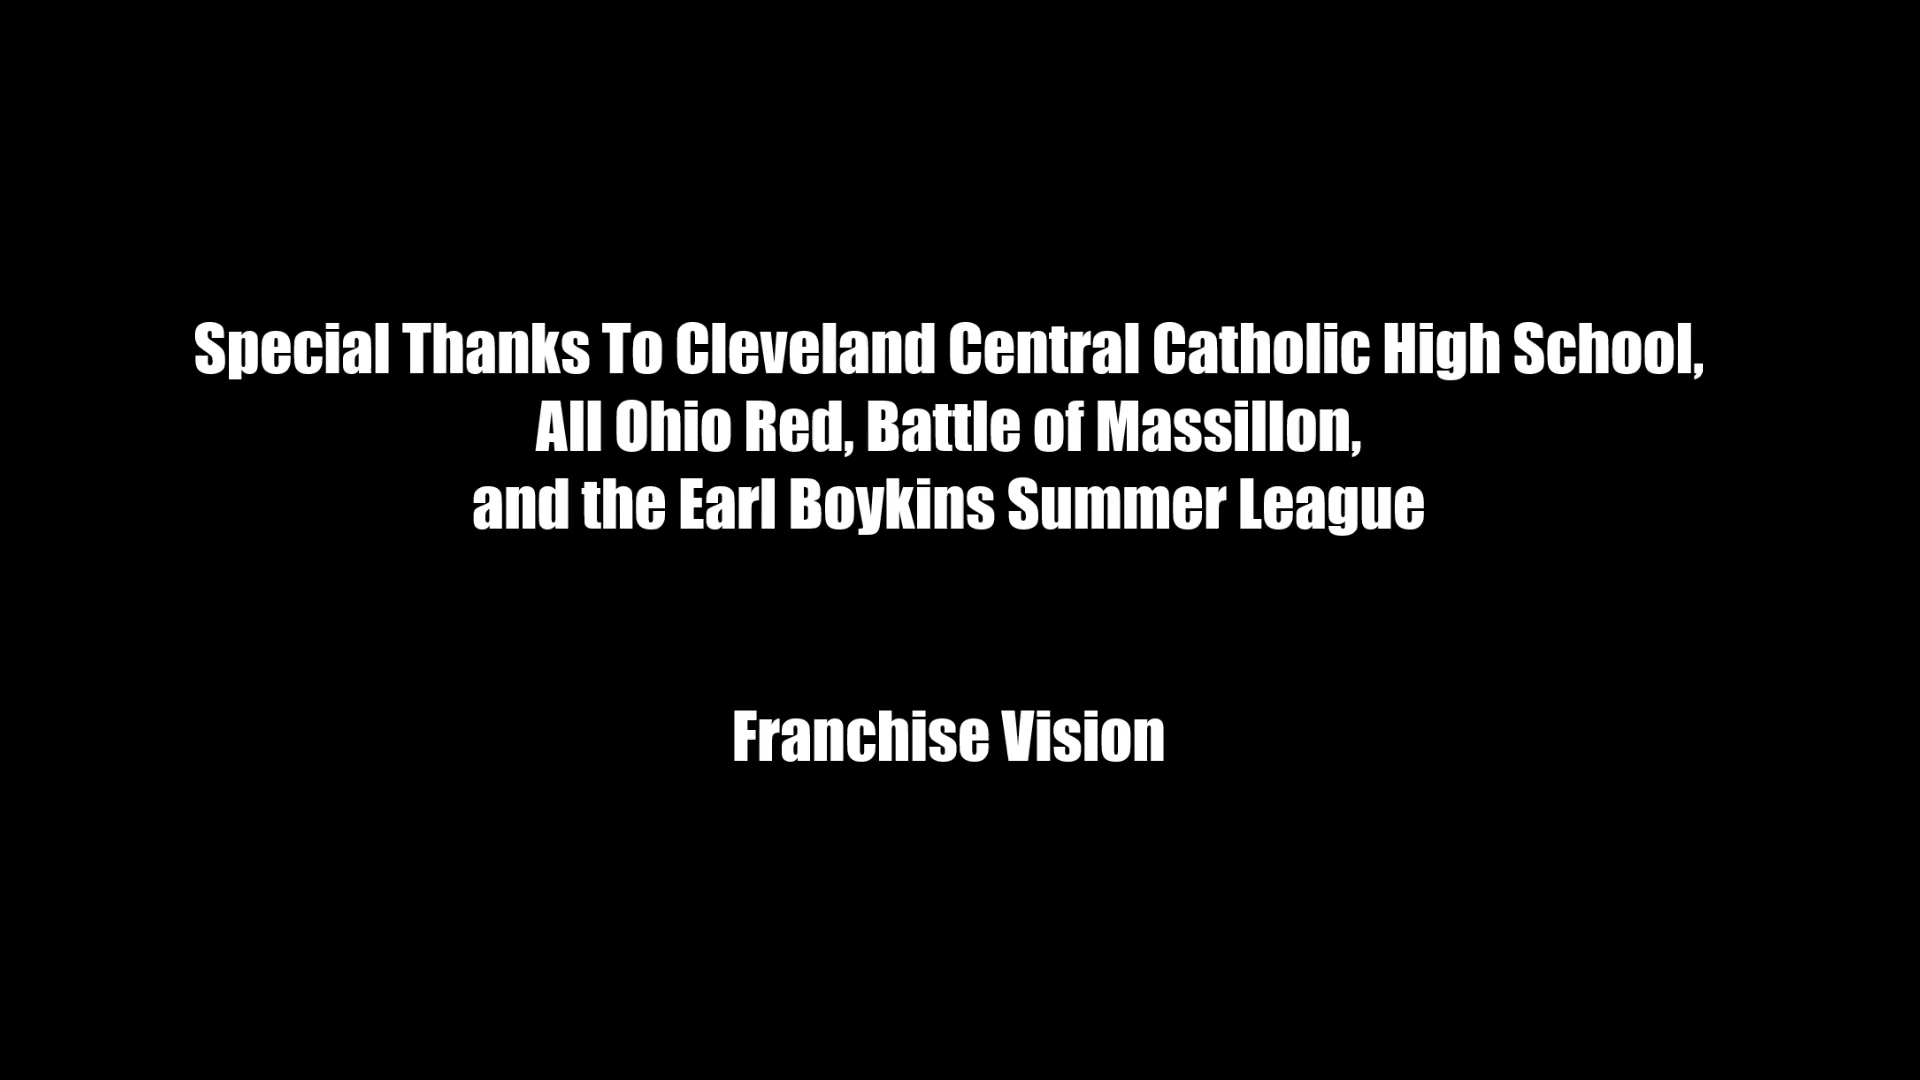 Special Thanks To Cleveland Central Catholic High School,
All Ohio Red, Battle of Massillon,
and the Earl Boykins Summer League
Franchise Vision